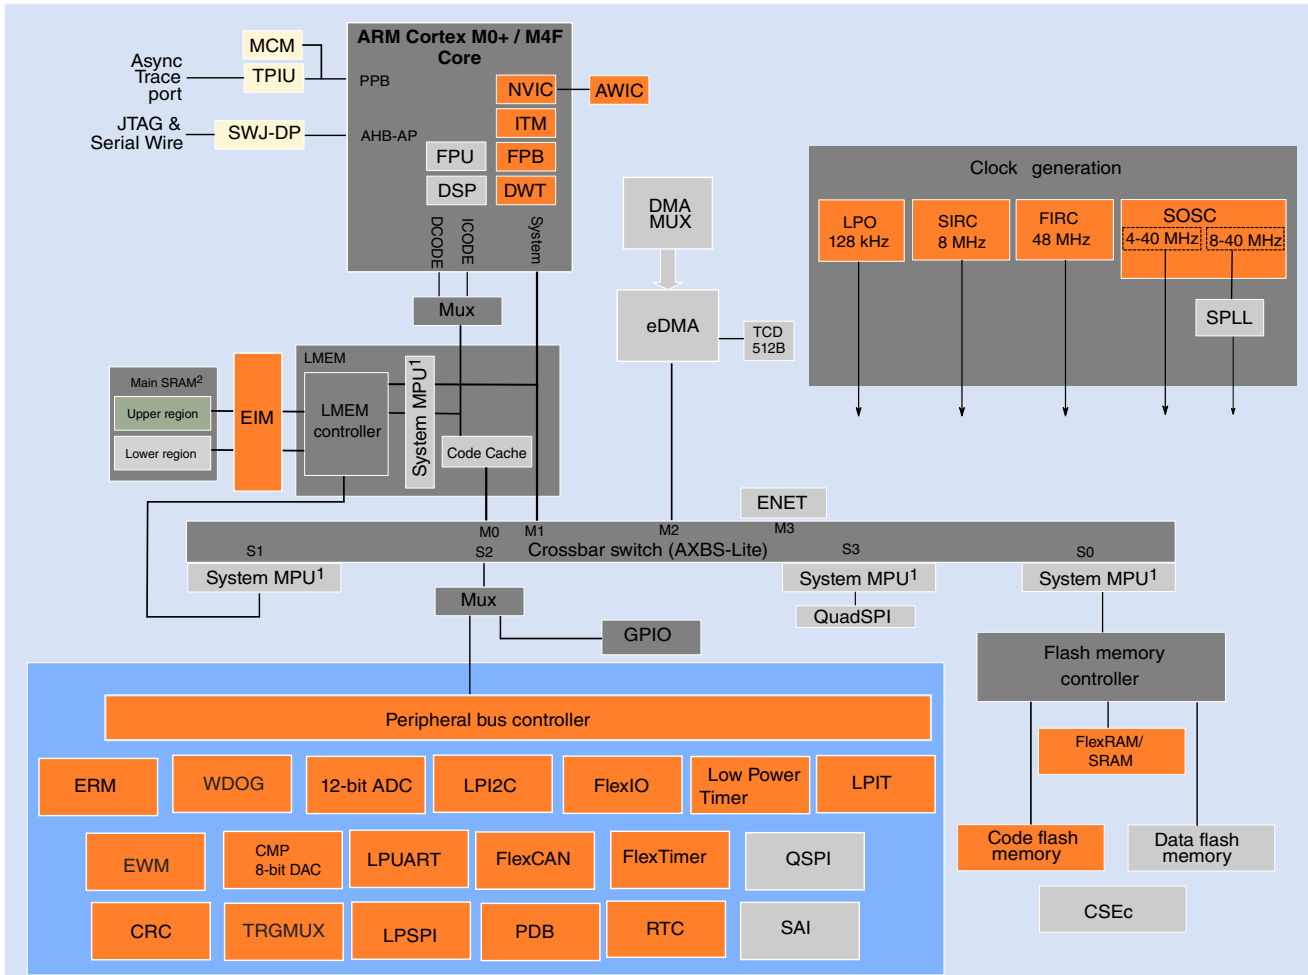 ARM Cortex M0+ / M4F
Core
MCM
TPIU
Async
Trace
port
PPB
JTAG &
Serial Wire
SWJ-DP
AHB-AP
NVIC
AWIC
ITM
FPU
FPB
DSP
DWT
DCODE
ICODE
System
Mux
DMA
MUX
eDMA
TCD
512B
Clock generation
LPO
128 kHz
SIRC
8 MHz
FIRC
48 MHz
SOSC
4-40 MHz
8-40 MHz
SPLL
LMEM
Main SRAM2
Upper region
Lower region
EIM
LMEM
controller
System MPU1
Code Cache
ENET
M0
M1
M2
M3
Crossbar switch (AXBS-Lite)
S1
S2
S3
S0
System MPU1
System MPU1
System MPU1
Mux
QuadSPI
GPIO
Flash memory
controller
Peripheral bus controller
FlexRAM/
SRAM
ERM
WDOG
12-bit ADC
LPI2C
FlexIO
Low Power
Timer
LPIT
EWM
CMP
8-bit DAC
LPUART
FlexCAN
FlexTimer
QSPI
Code flash
memory
Data flash
memory
CRC
TRGMUX
LPSPI
PDB
RTC
SAI
CSEc